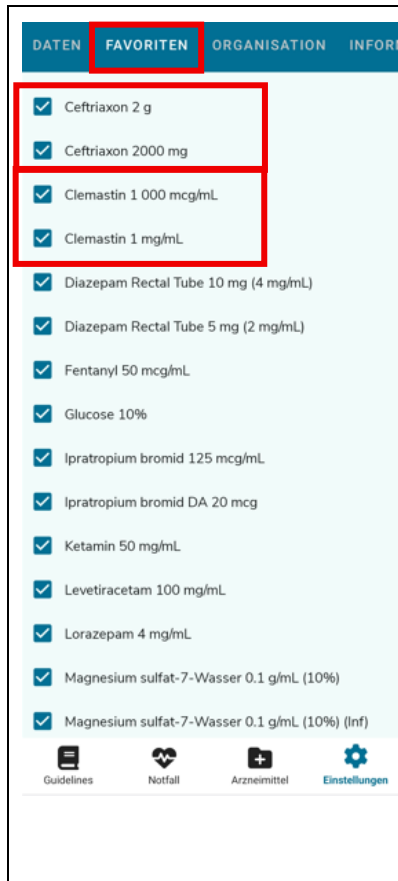 DATEN FAVORITEN ORGANISATION
Ceftriaxon 2 g
Ceftriaxon 2000 mg
Clemastin 1 000 mcg/mL
Clemastin 1 mg/mL
Diazepam Rectal Tube 10 mg (4 mg/mL)
Diazepam Rectal Tube 5 mg (2 mg/mL)
Fentanyl 50 mcg/mL
Glucose 10%
Ipratropium bromid 125 mcg/mL
Ipratropium bromid DA 20 mcg
Ketamin 50 mg/mL
Levetiracetam 100 mg/mL
Lorazepam 4 mg/mL
Magnesium sulfat-7-Wasser 0.1 g/mL (10%)
Magnesium sulfat-7-Wasser 0.1 g/mL (10%) (Inf)
Guidelines Notfall Arzneimittel Einstellungen